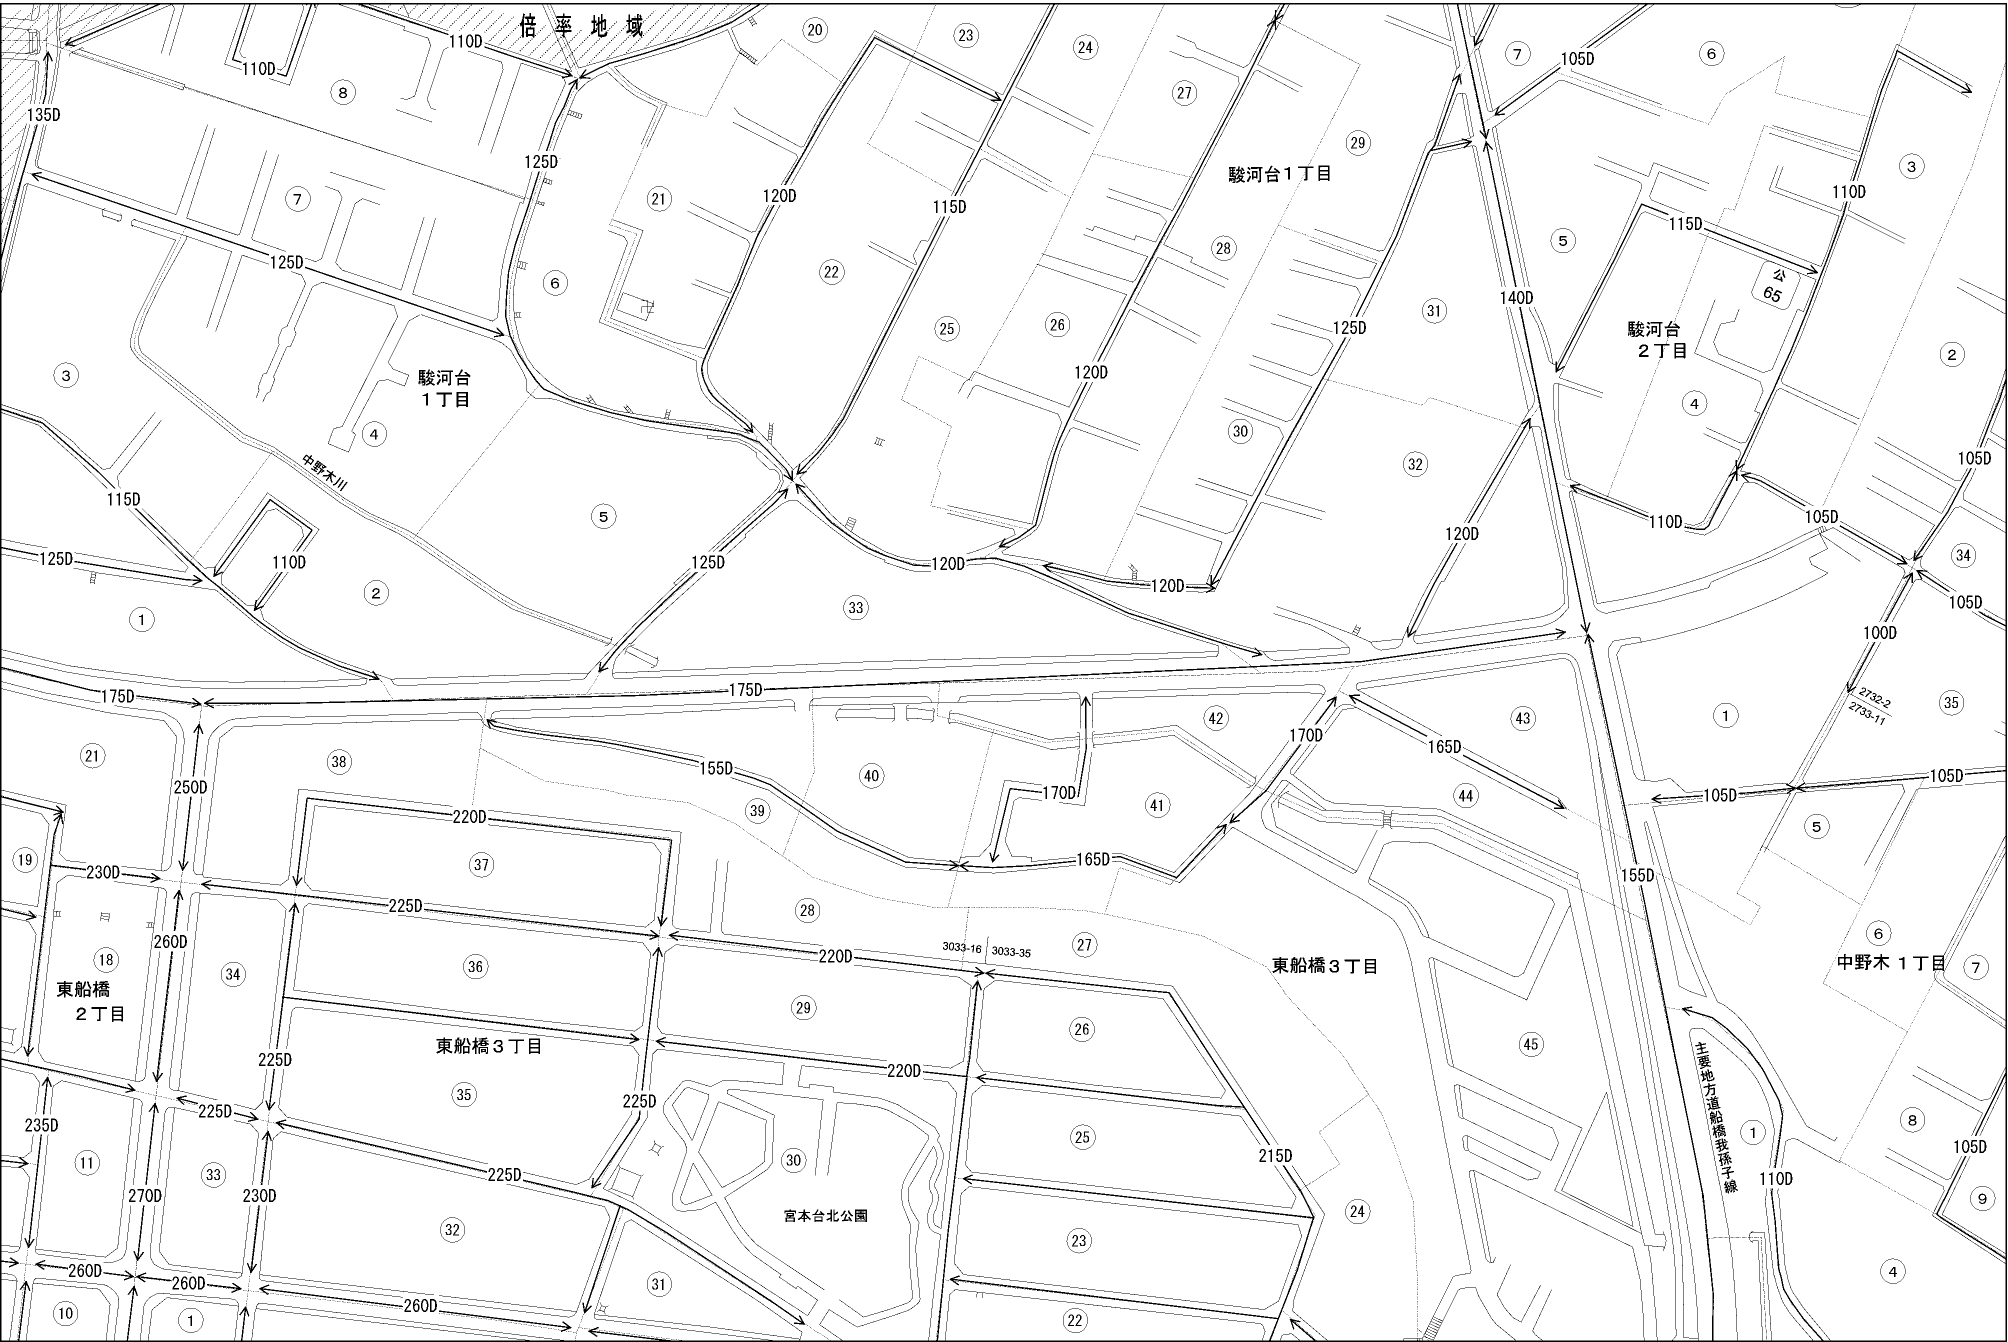 倍率地域
110D
20
23
24
7
105D
6
110D
8
27
135D
29
125D
駿河台1丁目
3
21
120D
110D
7
115D
115D
28
5
125D
公
65
22
6
140D
31
25
26
125D
駿河台
2丁目
2
3
駿河台
1丁目
120D
4
4
30
中野木川
32
105D
115D
5
105D
110D
120D
125D
110D
125D
120D
34
120D
2
33
105D
1
100D
175D
175D
2732-2
2733-11
35
42
43
1
170D
165D
21
38
155D
40
250D
39
170D
41
44
105D
105D
220D
5
19
37
165D
230D
155D
225D
28
260D
220D
3033-16
3033-35
27
6
18
34
36
東船橋3丁目
中野木1丁目
7
東船橋
2丁目
29
26
225D
東船橋3丁目
45
主要地方道船橋我孫子線
220D
35
225D
225D
235D
8
1
25
105D
215D
11
30
33
225D
110D
270D
230D
9
宮本台北公園
24
32
23
260D
260D
31
4
260D
10
1
22